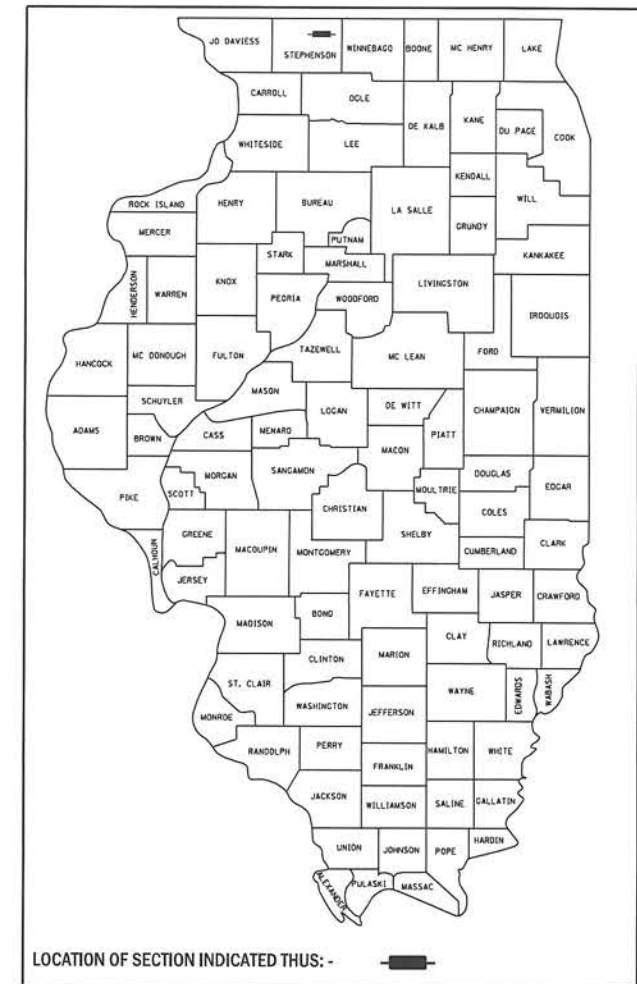 JO DAVIESS
STEPHENSON
WINNEBAGO
BOONE
MC HENRY
LAKE
CARROLL
OGLE
DE KALB
KANE
DU PAGE
COOK
WHITESIDE
LEE
KENDALL
WILL
ROCK ISLAND
HENRY
BUREAU
LA SALLE
GRUNDY
MERCER
PUTNAM
STARK
MARSHALL
KANKAKEE
HENDERSON
WARREN
KNOX
PEORIA
WOODFORD
LIVINGSTON
IROQUOIS
HANCOCK
MC DONOUGH
FULTON
TAZEWELL
MC LEAN
FORD
MASON
SCHUYLER
LOGAN
DE WITT
CHAMPAIGN
VERMILION
ADAMS
BROWN
CASS
MENARD
PIATT
MACON
MORGAN
SANGAMON
DOUGLAS
EDGAR
PIKE
SCOTT
CHRISTIAN
MOULTRIE
COLES
GREENE
CALHOUN
MACOUPIN
MONTGOMERY
SHELBY
CUMBERLAND
CLARK
JERSEY
FAYETTE
EFFINGHAM
JASPER
CRAWFORD
MADISON
BOND
CLAY
RICHLAND
LAWRENCE
CLINTON
MARION
ST. CLAIR
WAYNE
EDWARDS
WABASH
WASHINGTON
JEFFERSON
MONROE
RANDOLPH
PERRY
HAMILTON
WHITE
FRANKLIN
JACKSON
WILLIAMSON
SALINE
GALLATIN
UNION
JOHNSON
POPE
HARDIN
ALEXANDER
PULASKI
MASSAC
LOCATION OF SECTION INDICATED THUS: -